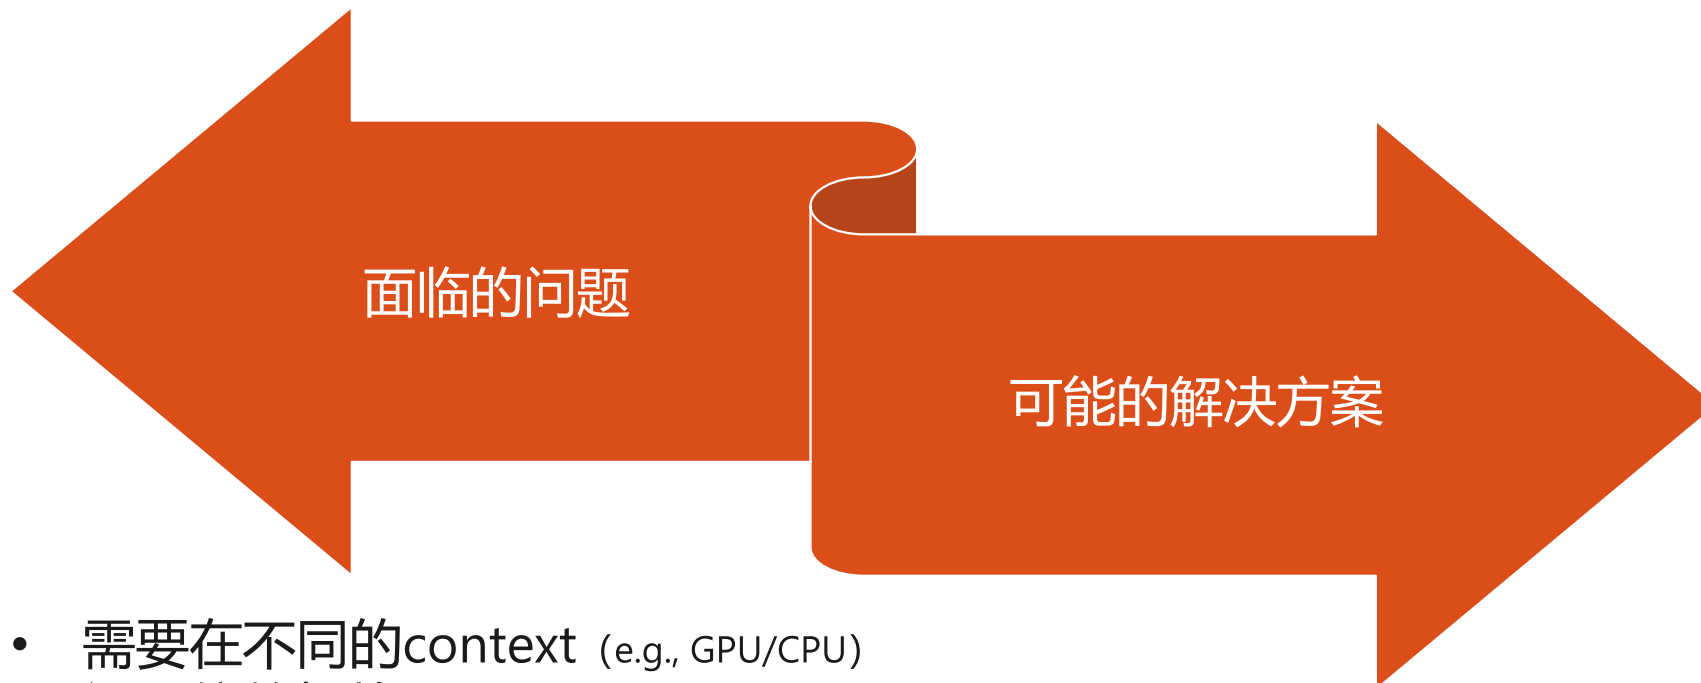 面临的问题
可能的解决方案
• 需要在不同的context（e.g., GPU/CPU）